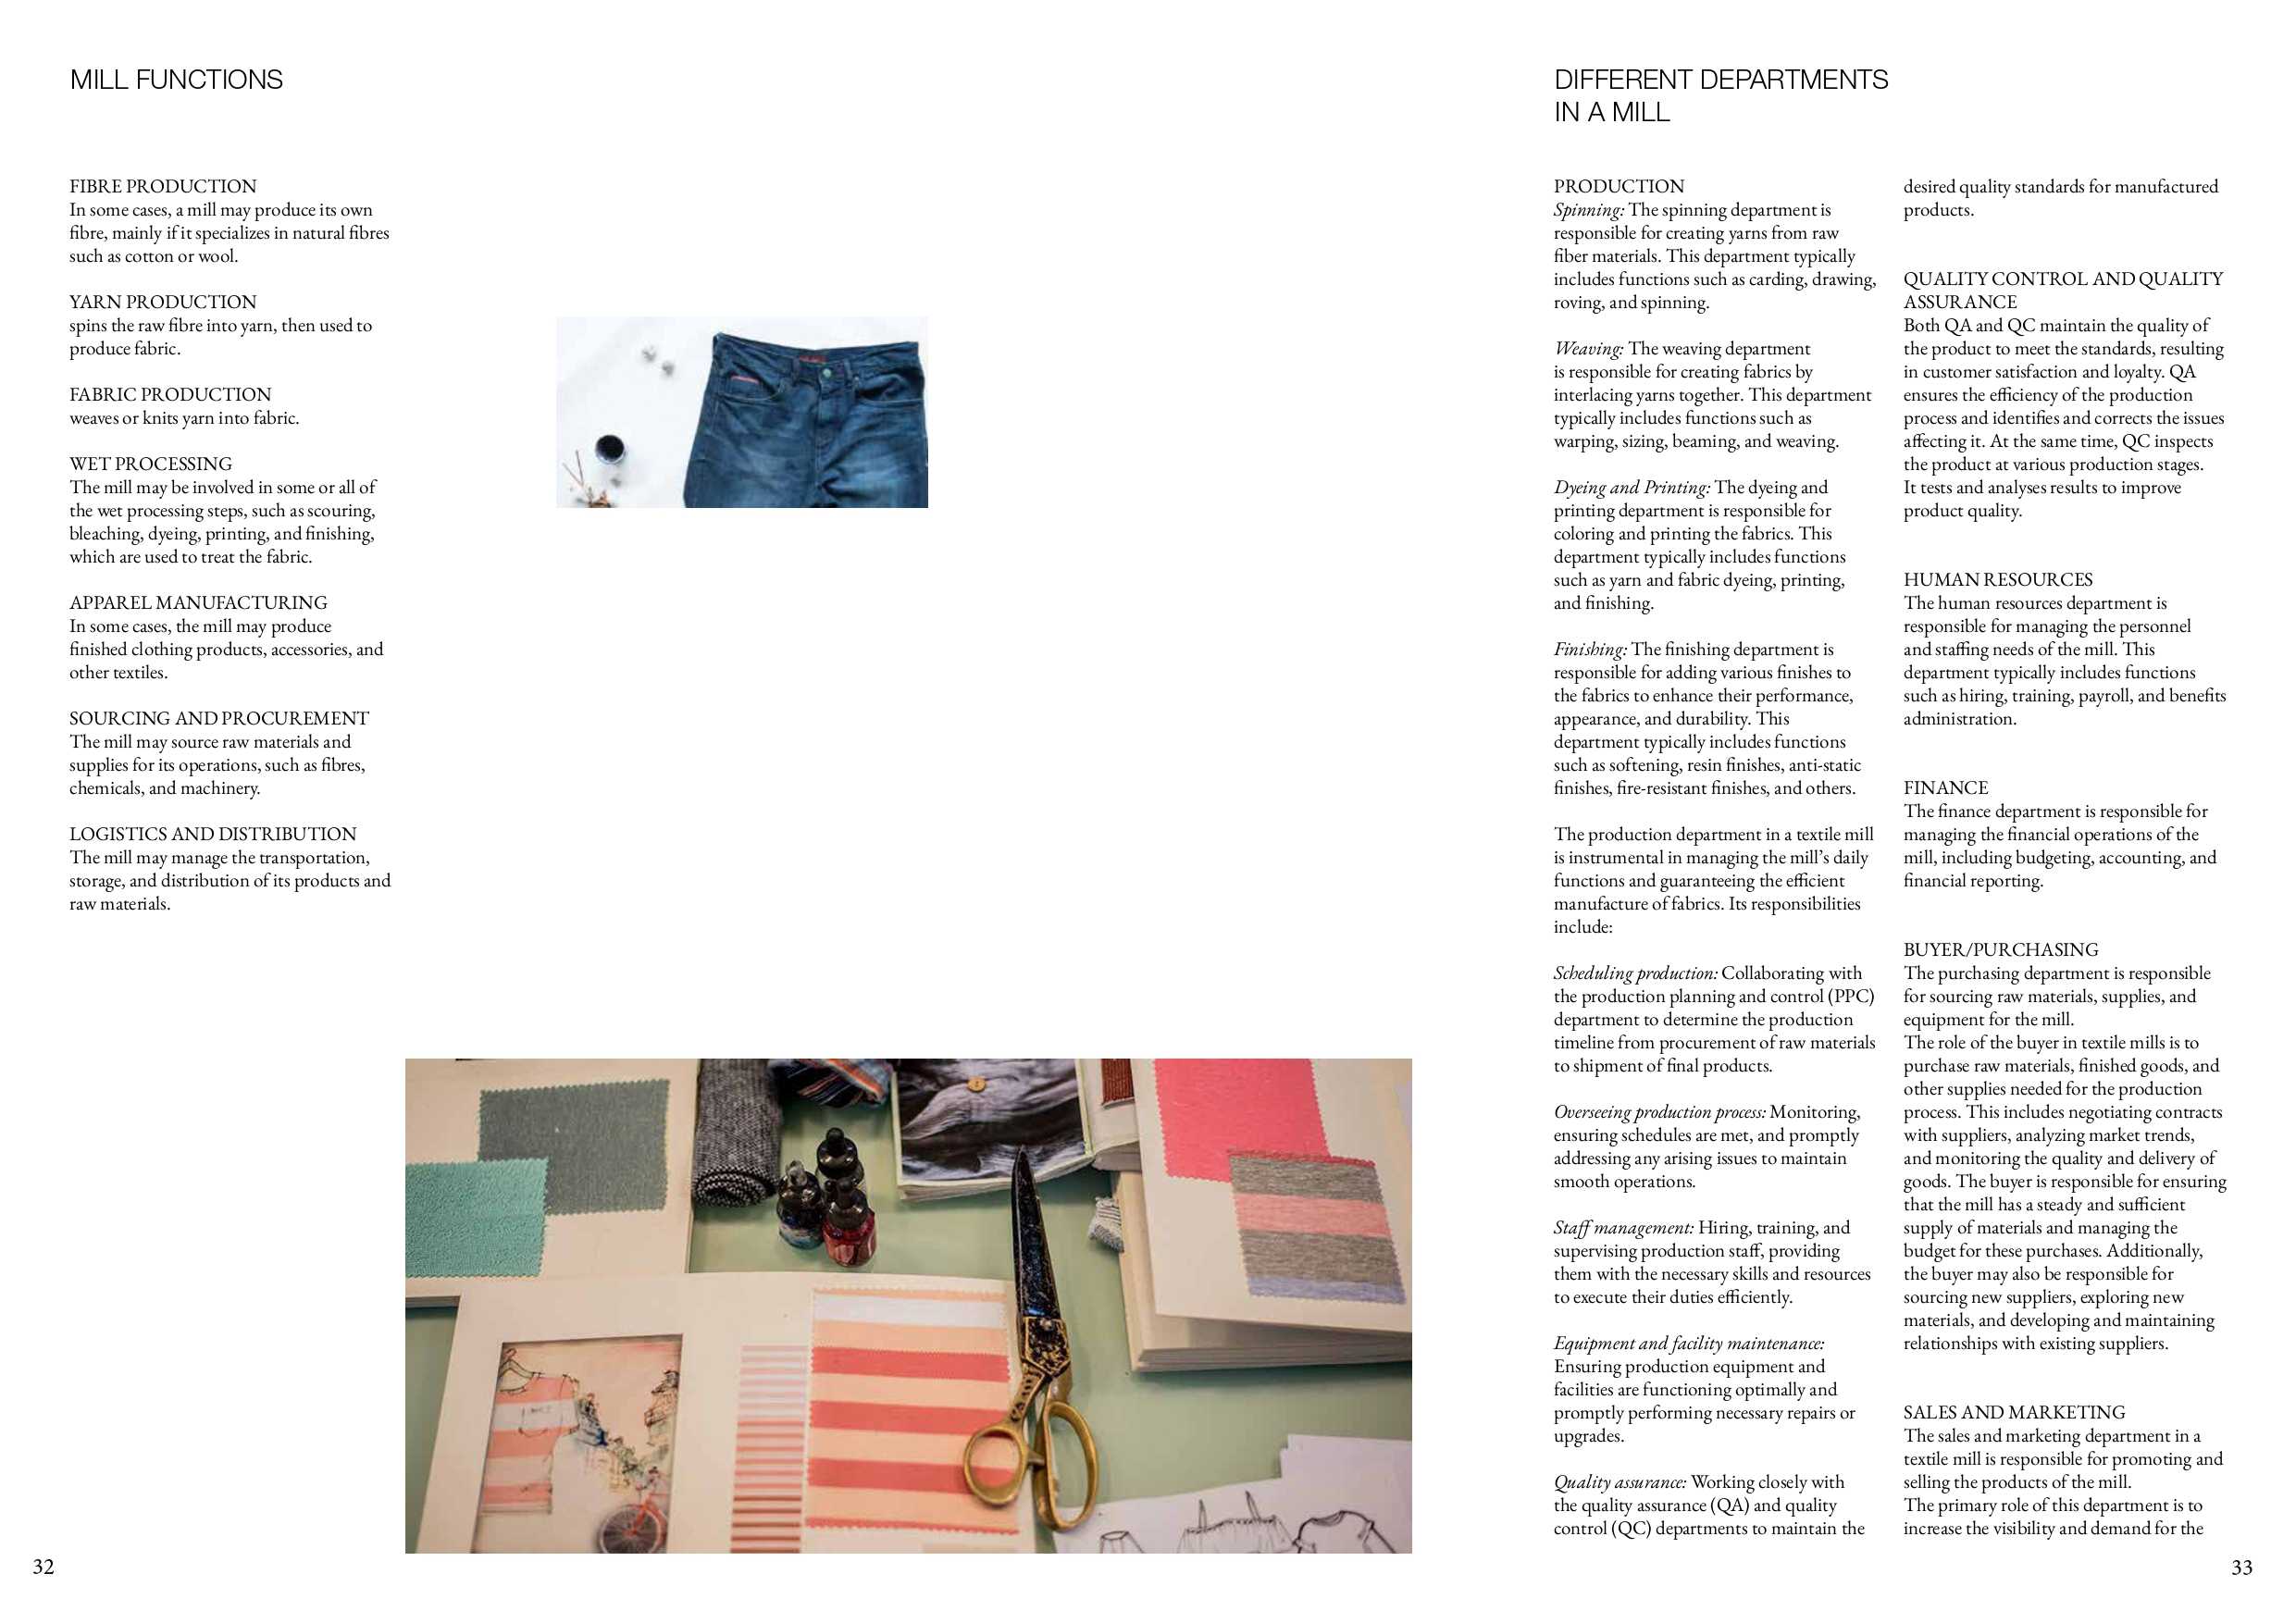 MILL FUNCTIONS
FIBRE PRODUCTION
In some cases, a mill may produce its own
fibre, mainly if it specializes in natural fibres
such as cotton or wool.
YARN PRODUCTION
spins the raw fibre into yarn, then used to
produce fabric.
FABRIC PRODUCTION
weaves or knits yarn into fabric.
WET PROCESSING
The mill may be involved in some or all of
the wet processing steps, such as scouring,
bleaching, dyeing, printing, and finishing,
which are used to treat the fabric.
APPAREL MANUFACTURING
In some cases, the mill may produce
finished clothing products, accessories, and
other textiles.
SOURCING AND PROCUREMENT
The mill may source raw materials and
supplies for its operations, such as fibres,
chemicals, and machinery.
LOGISTICS AND DISTRIBUTION
The mill may manage the transportation,
storage, and distribution of its products and
raw materials.
32
DIFFERENT DEPARTMENTS
IN A MILL
PRODUCTION
Spinning: The spinning department is
responsible for creating yarns from raw
fiber materials. This department typically
includes functions such as carding, drawing,
roving, and spinning.
Weaving: The weaving department
is responsible for creating fabrics by
interlacing yarns together. This department
typically includes functions such as
warping, sizing, beaming, and weaving.
Dyeing and Printing: The dyeing and
printing department is responsible for
coloring and printing the fabrics. This
department typically includes functions
such as yarn and fabric dyeing, printing,
and finishing.
Finishing: The finishing department is
responsible for adding various finishes to
the fabrics to enhance their performance,
appearance, and durability. This
department typically includes functions
such as softening, resin finishes, anti-static
finishes, fire-resistant finishes, and others.
The production department in a textile mill
is instrumental in managing the mill’s daily
functions and guaranteeing the efficient
manufacture of fabrics. Its responsibilities
include:
Scheduling production: Collaborating with
the production planning and control (PPC)
department to determine the production
timeline from procurement of raw materials
to shipment of final products.
Overseeing production process: Monitoring,
ensuring schedules are met, and promptly
addressing any arising issues to maintain
smooth operations.
Staff management: Hiring, training, and
supervising production staff, providing
them with the necessary skills and resources
to execute their duties efficiently.
Equipment and facility maintenance:
Ensuring production equipment and
facilities are functioning optimally and
promptly performing necessary repairs or
upgrades.
Quality assurance: Working closely with
the quality assurance (QA) and quality
control (QC) departments to maintain the
desired quality standards for manufactured
products.
QUALITY CONTROL AND QUALITY
ASSURANCE
Both QA and QC maintain the quality of
the product to meet the standards, resulting
in customer satisfaction and loyalty. QA
ensures the efficiency of the production
process and identifies and corrects the issues
affecting it. At the same time, QC inspects
the product at various production stages.
It tests and analyses results to improve
product quality.
HUMAN RESOURCES
The human resources department is
responsible for managing the personnel
and staffing needs of the mill. This
department typically includes functions
such as hiring, training, payroll, and benefits
administration.
FINANCE
The finance department is responsible for
managing the financial operations of the
mill, including budgeting, accounting, and
financial reporting.
BUYER/PURCHASING
The purchasing department is responsible
for sourcing raw materials, supplies, and
equipment for the mill.
The role of the buyer in textile mills is to
purchase raw materials, finished goods, and
other supplies needed for the production
process. This includes negotiating contracts
with suppliers, analyzing market trends,
and monitoring the quality and delivery of
goods. The buyer is responsible for ensuring
that the mill has a steady and sufficient
supply of materials and managing the
budget for these purchases. Additionally,
the buyer may also be responsible for
sourcing new suppliers, exploring new
materials, and developing and maintaining
relationships with existing suppliers.
SALES AND MARKETING
The sales and marketing department in a
textile mill is responsible for promoting and
selling the products of the mill.
The primary role of this department is to
increase the visibility and demand for the
33